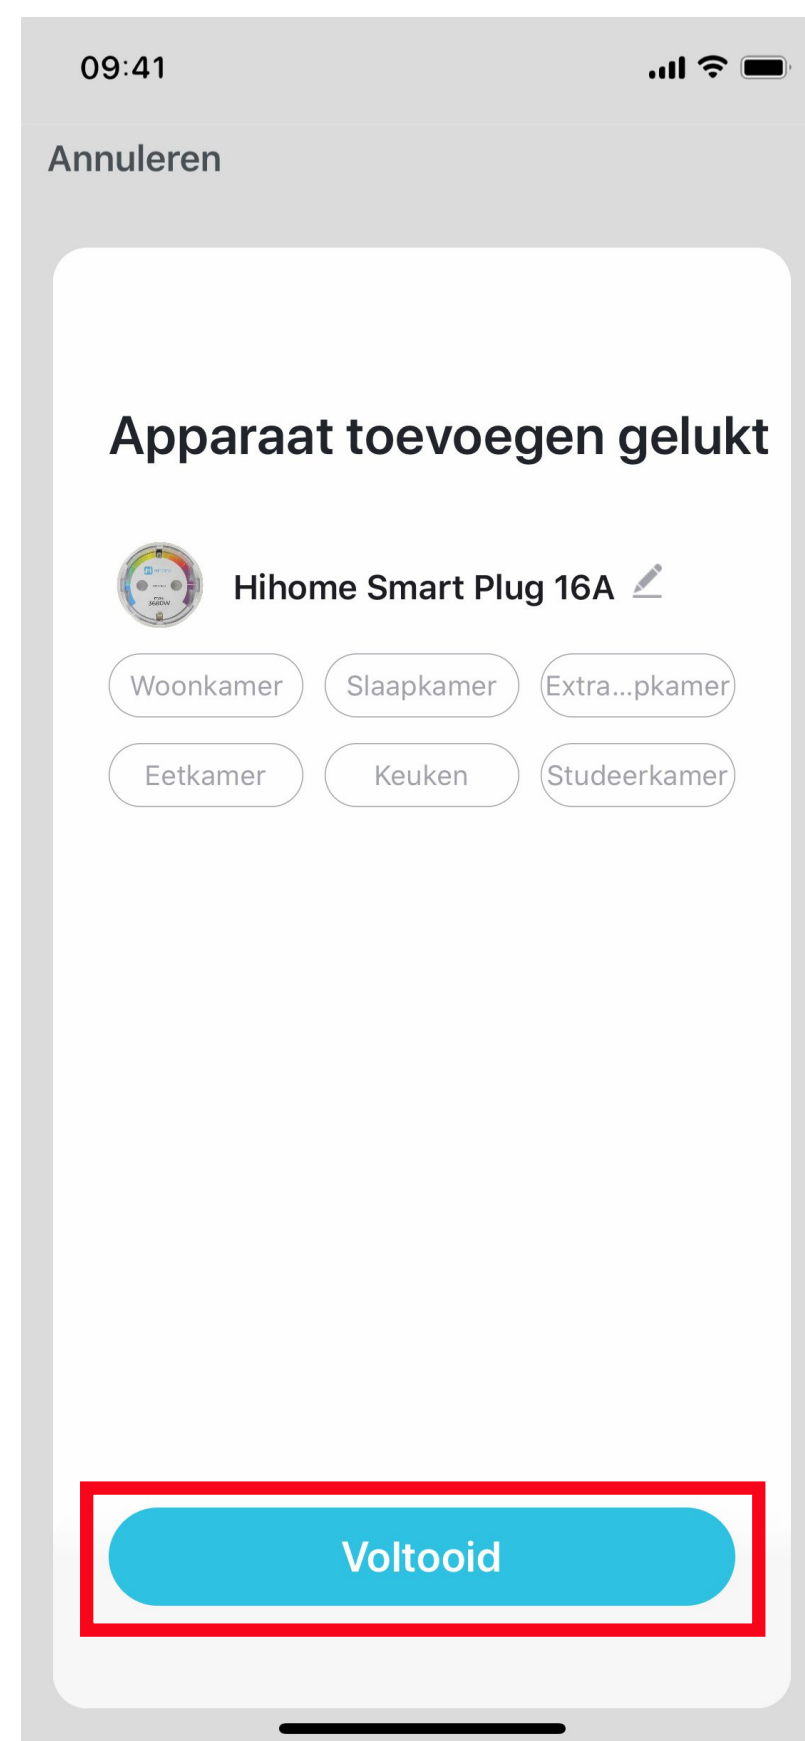 09:41
Annuleren
Apparaat toevoegen gelukt
Hihome Smart Plug 16A
Woonkamer Slaapkamer Extra...pkamer
Eetkamer Keuken Studeerkamer
Voltooid